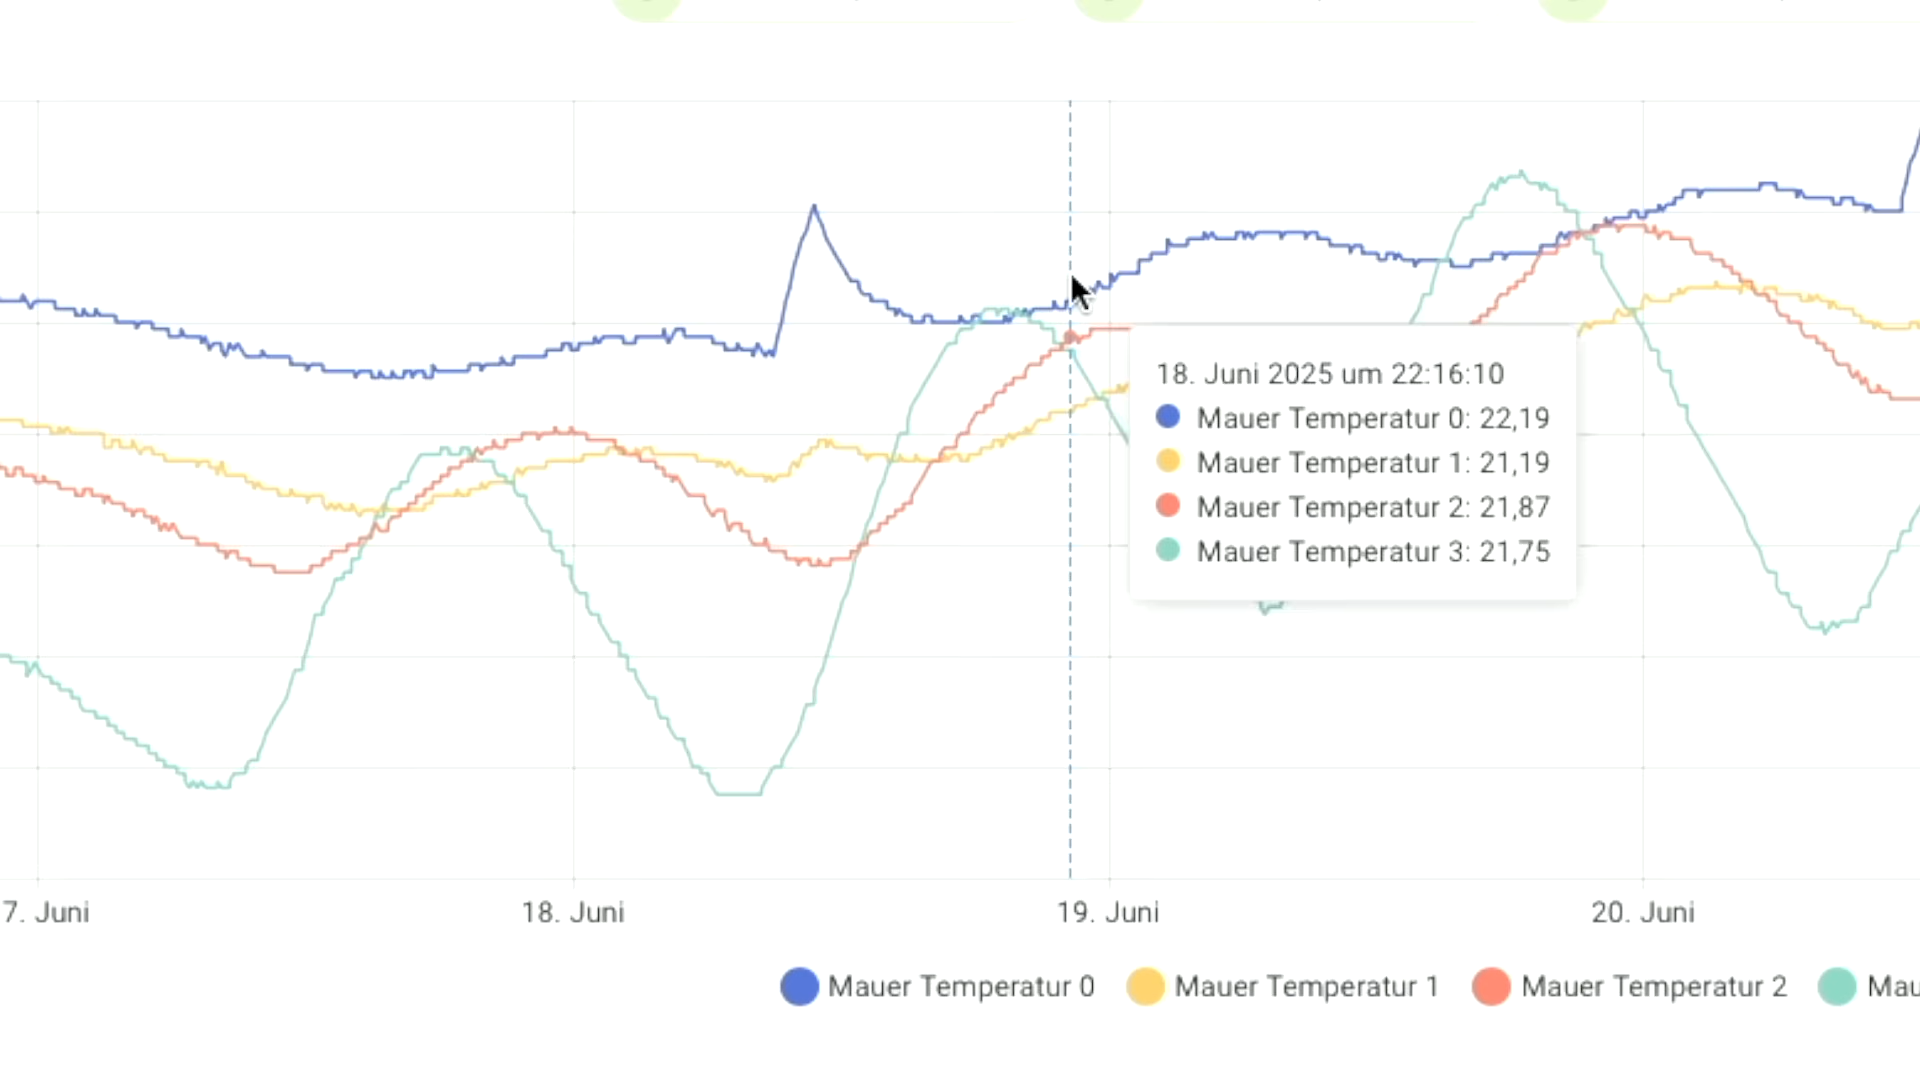 18. Juni 2025 um 22:16:10
Mauer Temperatur 0: 22,19
Mauer Temperatur 1: 21,19
Mauer Temperatur 2: 21,87
Mauer Temperatur 3: 21,75
7. Juni 18. Juni 19. Juni 20. Juni
Mauer Temperatur 0 Mauer Temperatur 1 Mauer Temperatur 2 Mau